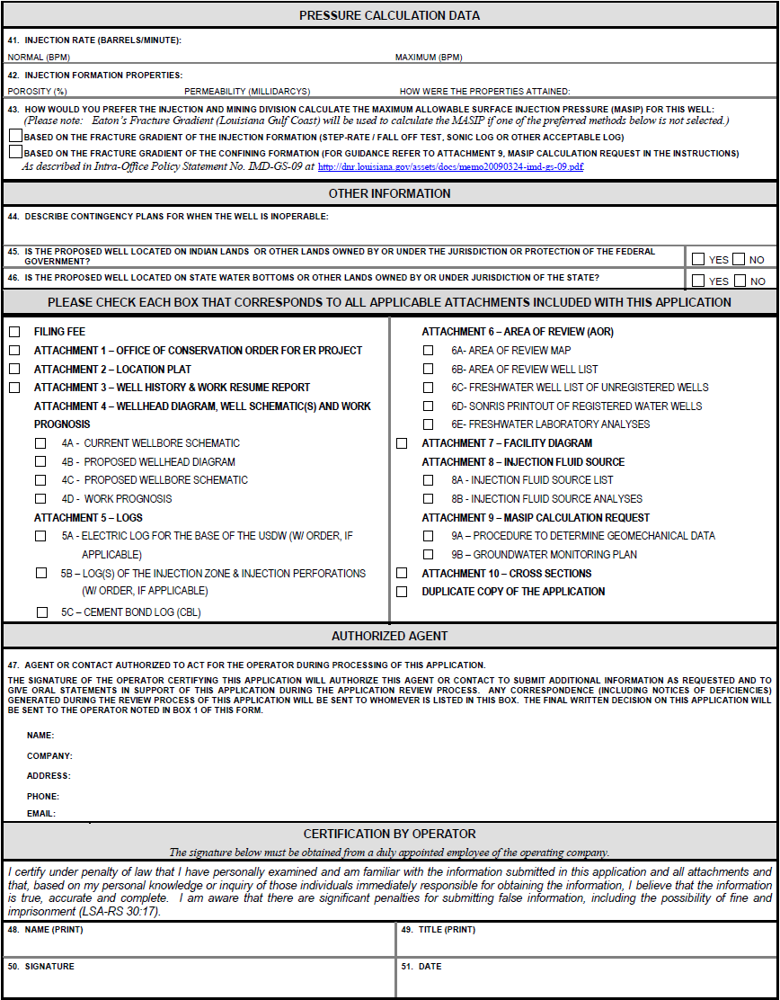 PRESSURE CALCULATION DATA
41. INJECTION RATE (BARRELS/MINUTE):
NORMAL (BPM) MAXIMUM (BPM)
42. INJECTION FORMATION PROPERTIES:
POROSITY (%) PERMEABILITY (MILLIDARCYS) HOW WERE THE PROPERTIES ATTAINED:
43. HOW WOULD YOU PREFER THE INJECTION AND MINING DIVISION CALCULATE THE MAXIMUM ALLOWABLE SURFACE INJECTION PRESSURE (MASIP) FOR THIS WELL:
(Please note: Eaton's Fracture Gradient (Louisiana Gulf Coast) will be used to calculate the MASIP if one of the preferred methods below is not selected.)
BASED ON THE FRACTURE GRADIENT OF THE INJECTION FORMATION (STEP-RATE / FALL OFF TEST, SONIC LOG OR OTHER ACCEPTABLE LOG)
BASED ON THE FRACTURE GRADIENT OF THE CONFINING FORMATION (FOR GUIDANCE REFER TO ATTACHMENT 9, MASIP CALCULATION REQUEST IN THE INSTRUCTIONS)
As described in Intra-Office Policy Statement No. IMD-GS-09 at http://dnr.louisiana.gov/assets/docs/memo20090324-imd-gs-09.pdf.
OTHER INFORMATION
44. DESCRIBE CONTINGENCY PLANS FOR WHEN THE WELL IS INOPERABLE:
45. IS THE PROPOSED WELL LOCATED ON INDIAN LANDS OR OTHER LANDS OWNED BY OR UNDER THE JURISDICTION OR PROTECTION OF THE FEDERAL
GOVERNMENT? YES NO
46. IS THE PROPOSED WELL LOCATED ON STATE WATER BOTTOMS OR OTHER LANDS OWNED BY OR UNDER JURISDICTION OF THE STATE? YES NO
PLEASE CHECK EACH BOX THAT CORRESPONDS TO ALL APPLICABLE ATTACHMENTS INCLUDED WITH THIS APPLICATION
FILING FEE
ATTACHMENT 1 – OFFICE OF CONSERVATION ORDER FOR ER PROJECT
ATTACHMENT 2 – LOCATION PLAT
ATTACHMENT 3 – WELL HISTORY & WORK RESUME REPORT
ATTACHMENT 4 – WELLHEAD DIAGRAM, WELL SCHEMATIC(S) AND WORK
PROGNOSIS
4A - CURRENT WELLBORE SCHEMATIC
4B - PROPOSED WELLHEAD DIAGRAM
4C - PROPOSED WELLBORE SCHEMATIC
4D - WORK PROGNOSIS
ATTACHMENT 5 – LOGS
5A - ELECTRIC LOG FOR THE BASE OF THE USDW (W/ ORDER, IF
APPLICABLE)
5B – LOG(S) OF THE INJECTION ZONE & INJECTION PERFORATIONS
(W/ ORDER, IF APPLICABLE)
5C – CEMENT BOND LOG (CBL)
ATTACHMENT 6 – AREA OF REVIEW (AOR)
6A- AREA OF REVIEW MAP
6B- AREA OF REVIEW WELL LIST
6C- FRESHWATER WELL LIST OF UNREGISTERED WELLS
6D- SONRIS PRINTOUT OF REGISTERED WATER WELLS
6E- FRESHWATER LABORATORY ANALYSES
ATTACHMENT 7 – FACILITY DIAGRAM
ATTACHMENT 8 – INJECTION FLUID SOURCE
8A - INJECTION FLUID SOURCE LIST
8B - INJECTION FLUID SOURCE ANALYSES
ATTACHMENT 9 – MASIP CALCULATION REQUEST
9A – PROCEDURE TO DETERMINE GEOMECHANICAL DATA
9B – GROUNDWATER MONITORING PLAN
ATTACHMENT 10 – CROSS SECTIONS
DUPLICATE COPY OF THE APPLICATION
AUTHORIZED AGENT
47. AGENT OR CONTACT AUTHORIZED TO ACT FOR THE OPERATOR DURING PROCESSING OF THIS APPLICATION.
THE SIGNATURE OF THE OPERATOR CERTIFYING THIS APPLICATION WILL AUTHORIZE THIS AGENT OR CONTACT TO SUBMIT ADDITIONAL INFORMATION AS REQUESTED AND TO
GIVE ORAL STATEMENTS IN SUPPORT OF THIS APPLICATION DURING THE APPLICATION REVIEW PROCESS. ANY CORRESPONDENCE (INCLUDING NOTICES OF DEFICIENCIES)
GENERATED DURING THE REVIEW PROCESS OF THIS APPLICATION WILL BE SENT TO WHOMEVER IS LISTED IN THIS BOX. THE FINAL WRITTEN DECISION ON THIS APPLICATION WILL
BE SENT TO THE OPERATOR NOTED IN BOX 1 OF THIS FORM.
NAME:
COMPANY:
ADDRESS:
PHONE:
EMAIL:
CERTIFICATION BY OPERATOR
The signature below must be obtained from a duly appointed employee of the operating company.
I certify under penalty of law that I have personally examined and am familiar with the information submitted in this application and all attachments and
that, based on my personal knowledge or inquiry of those individuals immediately responsible for obtaining the information, I believe that the information
is true, accurate and complete. I am aware that there are significant penalties for submitting false information, including the possibility of fine and
imprisonment (LSA-RS 30:17).
48. NAME (PRINT) 49. TITLE (PRINT)
50. SIGNATURE 51. DATE